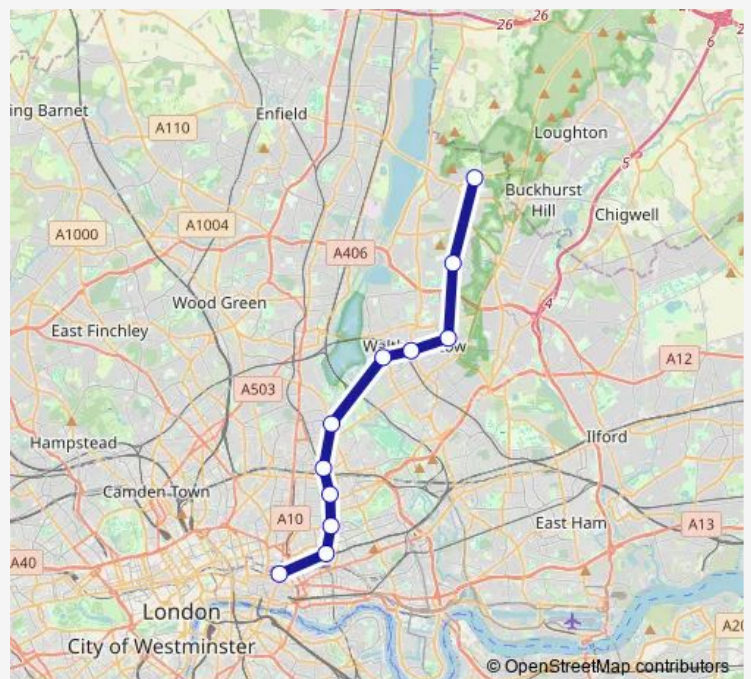 26
26
6
ing Barnet
Enfield
A110
Loughton
5
Buckhurst
Hill
Chigwell
A1004
A1000
A406
Wood Green
4
East Finchley
A12
A503
Hampstead
Ilford
Camden Town
A10
East Ham
A13
A40
London
A20
City of Westminster
© OpenStreetMap contributors